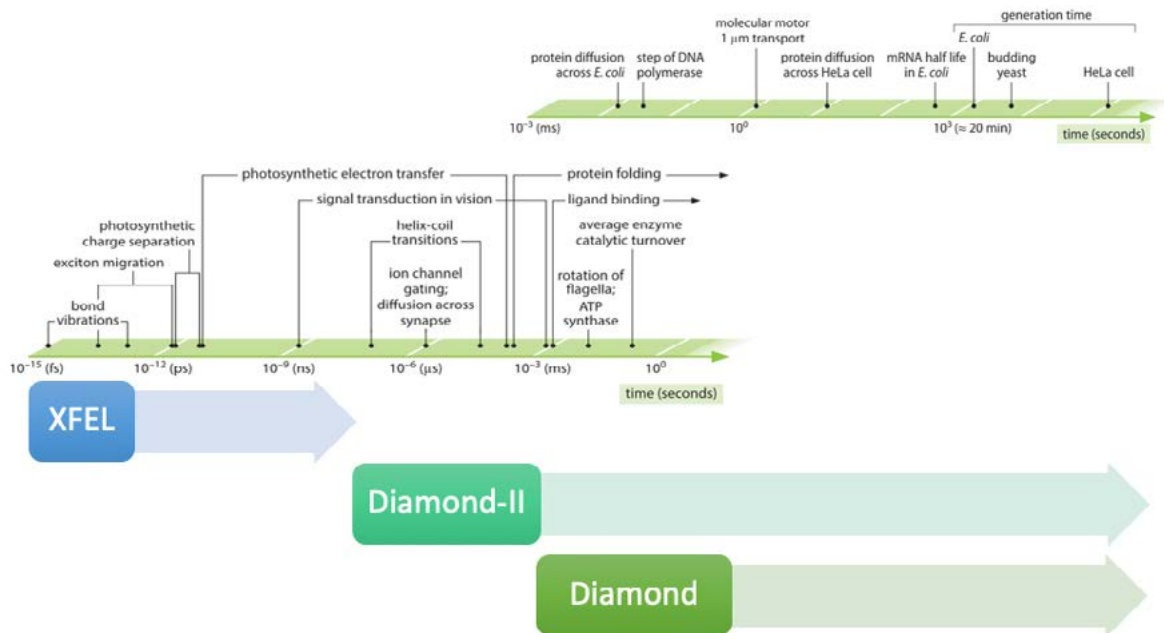 generation time
molecular motor
1 μm transport
E. coli
protein diffusion
across E. coli
step of DNA
polymerase
protein diffusion
across HeLa cell
mRNA half life
in E. coli
budding
yeast
HeLa cell
10⁻³ (ms)
10⁰
10³ (≈ 20 min)
time (seconds)
photosynthetic electron transfer
protein folding
signal transduction in vision
ligand binding
photosynthetic
charge separation
helix-coil
transitions
average enzyme
catalytic turnover
exciton migration
ion channel
gating;
diffusion across
synapse
rotation of
flagella;
ATP
synthase
bond
vibrations
10⁻¹⁵ (fs)
10⁻¹² (ps)
10⁻⁹ (ns)
10⁻⁶ (μs)
10⁻³ (ms)
10⁰
time (seconds)
XFEL
Diamond-II
Diamond